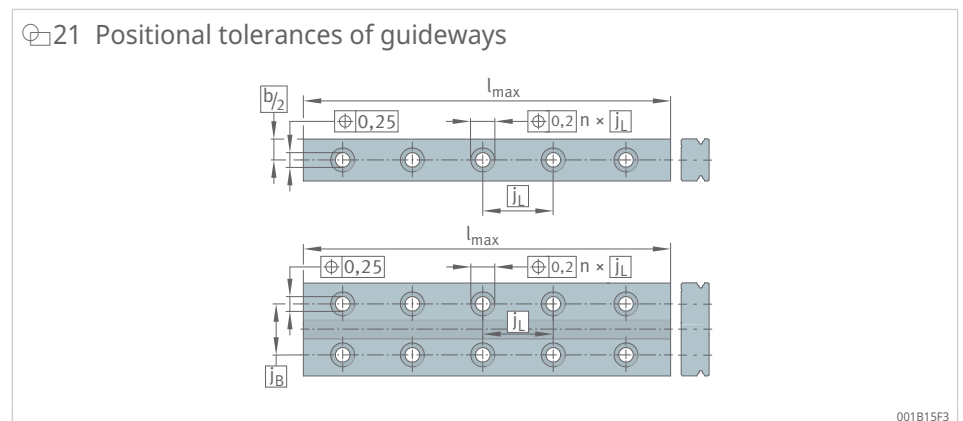 21 Positional tolerances of guideways
lmax
b/2
⌖ 0,25
⌖ 0,2 n × jL
jL
lmax
⌖ 0,25
⌖ 0,2 n × jL
jL
jB
001B15F3